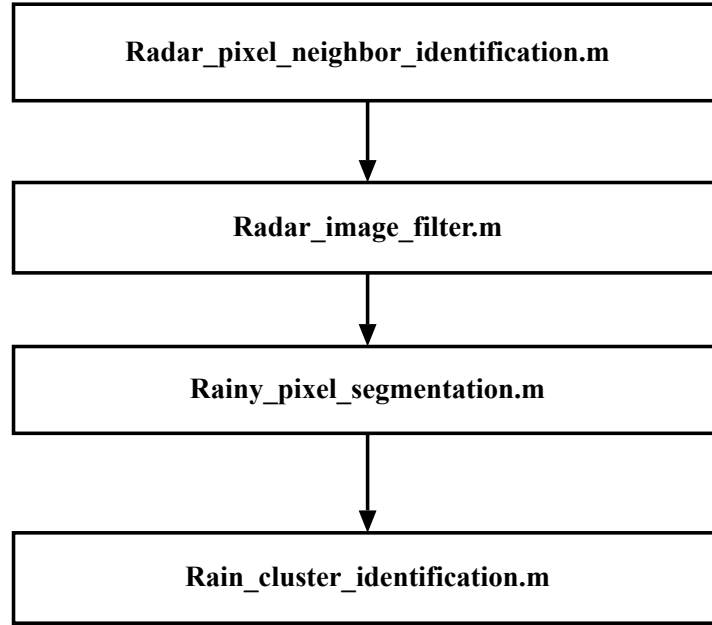 Radar_pixel_neighbor_identification.m
Radar_image_filter.m
Rainy_pixel_segmentation.m
Rain_cluster_identification.m